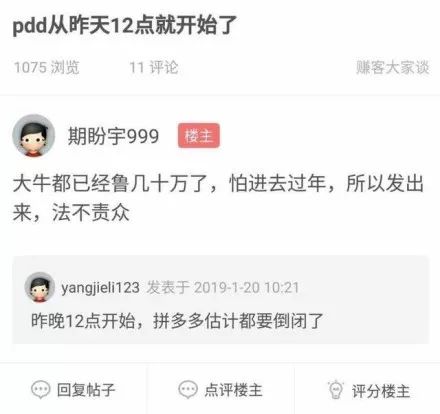 pdd从昨天12点就开始了
1075 浏览 11 评论 赚客大家谈
期盼宇999 楼主
大牛都已经鲁几十万了，怕进去过年，所以发出
来，法不责众
yangjieli123 发表于 2019-1-20 10:21
昨晚12点开始，拼多多估计都要倒闭了
回复帖子 点评楼主 评分楼主